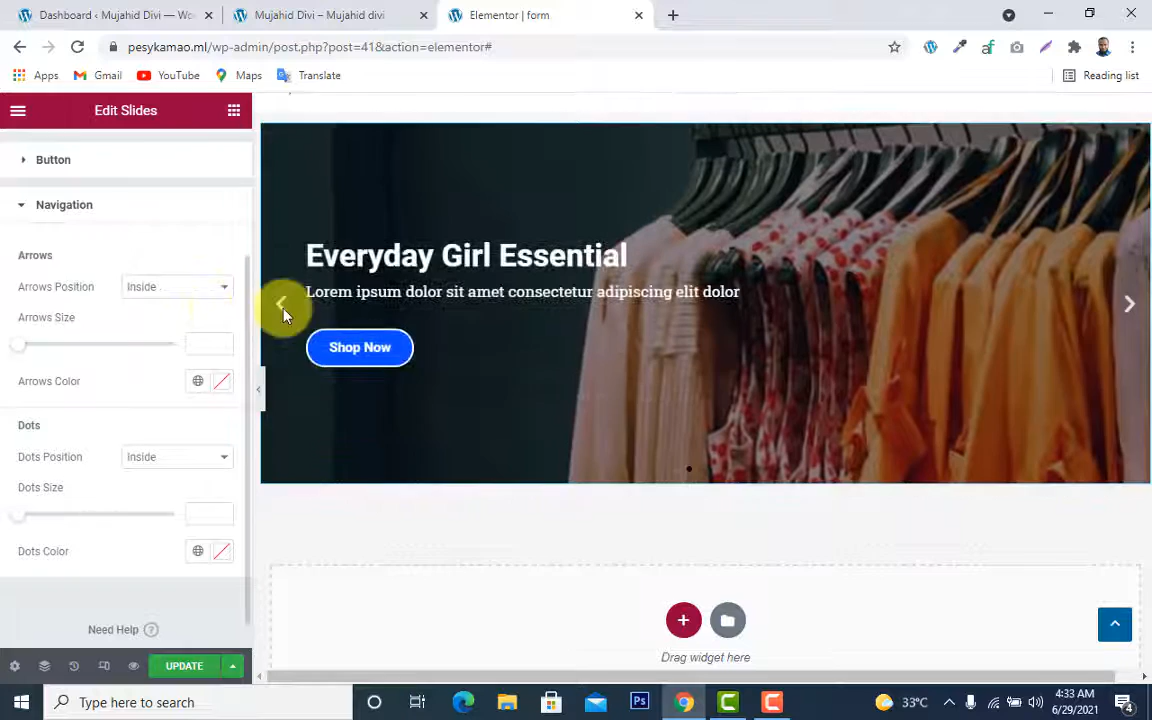 Dashboard ‹ Mujahid Divi — Wo
Mujahid Divi – Mujahid divi
Elementor | form
pesykamao.ml/wp-admin/post.php?post=41&action=elementor#
Apps
Gmail
YouTube
Maps
Translate
Reading list
Edit Slides
Button
Navigation
Arrows
Arrows Position
Inside
Arrows Size
Arrows Color
Dots
Dots Position
Inside
Dots Size
Dots Color
Need Help ?
UPDATE
Everyday Girl Essential
Lorem ipsum dolor sit amet consectetur adipiscing elit dolor
Shop Now
Drag widget here
Type here to search
Ps
33°C
4:33 AM
6/29/2021
4